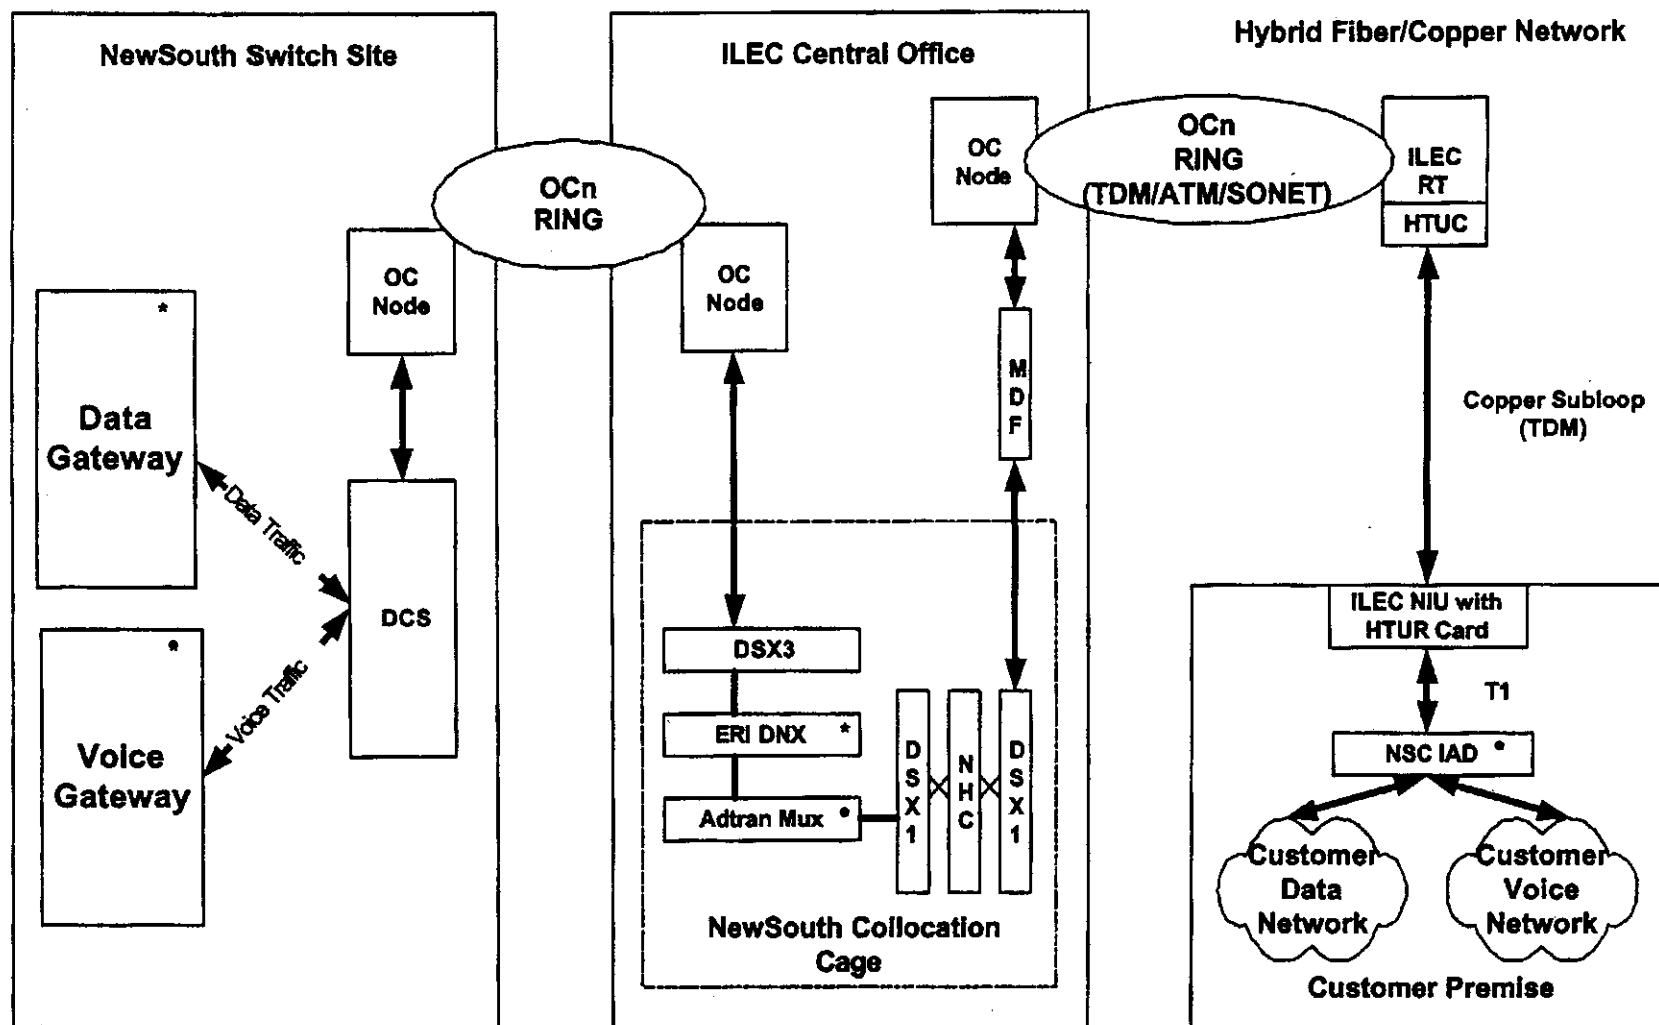 NewSouth Switch Site
OC
Node
*
Data
Gateway
Data Traffic
DCS
*
Voice
Gateway
Voice Traffic
OCn
RING
ILEC Central Office
OC
Node
OC
Node
M
D
F
DSX3
ERI DNX *
Adtran Mux *
D
S
X
1
N
H
C
D
S
X
1
NewSouth Collocation
Cage
Hybrid Fiber/Copper Network
OCn
RING
(TDM/ATM/SONET)
ILEC
RT
HTUC
Copper Subloop
(TDM)
ILEC NIU with
HTUR Card
T1
NSC IAD *
Customer
Data
Network
Customer
Voice
Network
Customer Premise